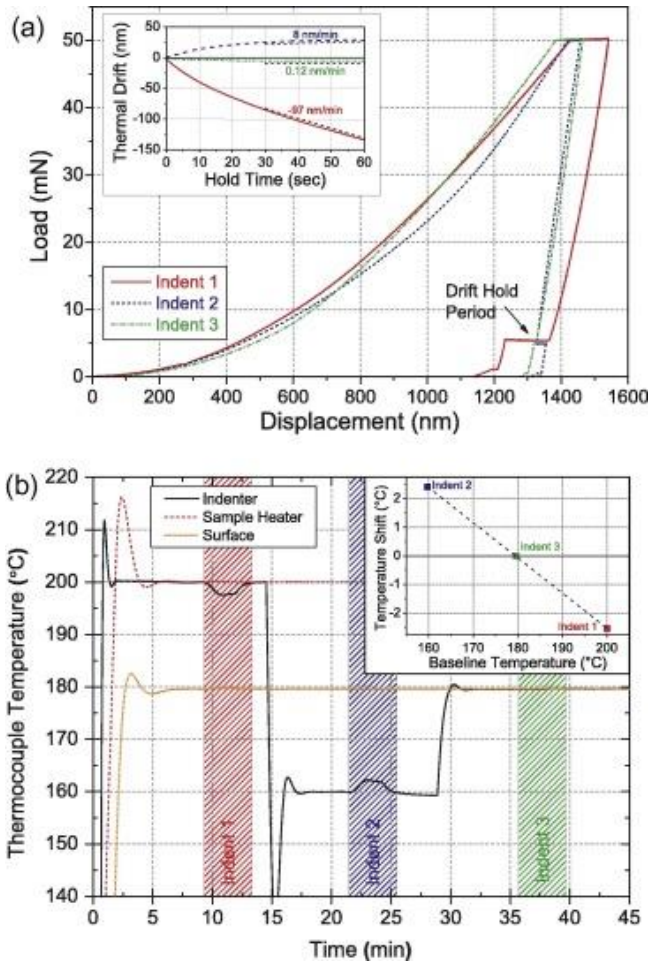 (a)
50
0
-50
-100
-150
Thermal Drift (nm)
8 nm/min
0.12 nm/min
-97 nm/min
0 10 20 30 40 50 60
Hold Time (sec)
50
40
30
20
10
0
Load (mN)
Indent 1
Indent 2
Indent 3
Drift Hold
Period
0 200 400 600 800 1000 1200 1400 1600
Displacement (nm)
(b)
220
210
200
190
180
170
160
150
140
Thermocouple Temperature (°C)
Indenter
Sample Heater
Surface
Temperature Shift (°C)
2
1
0
-1
-2
Indent 2
Indent 3
Indent 1
160 170 180 190 200
Baseline Temperature (°C)
Indent 1
Indent 2
Indent 3
0 5 10 15 20 25 30 35 40 45
Time (min)